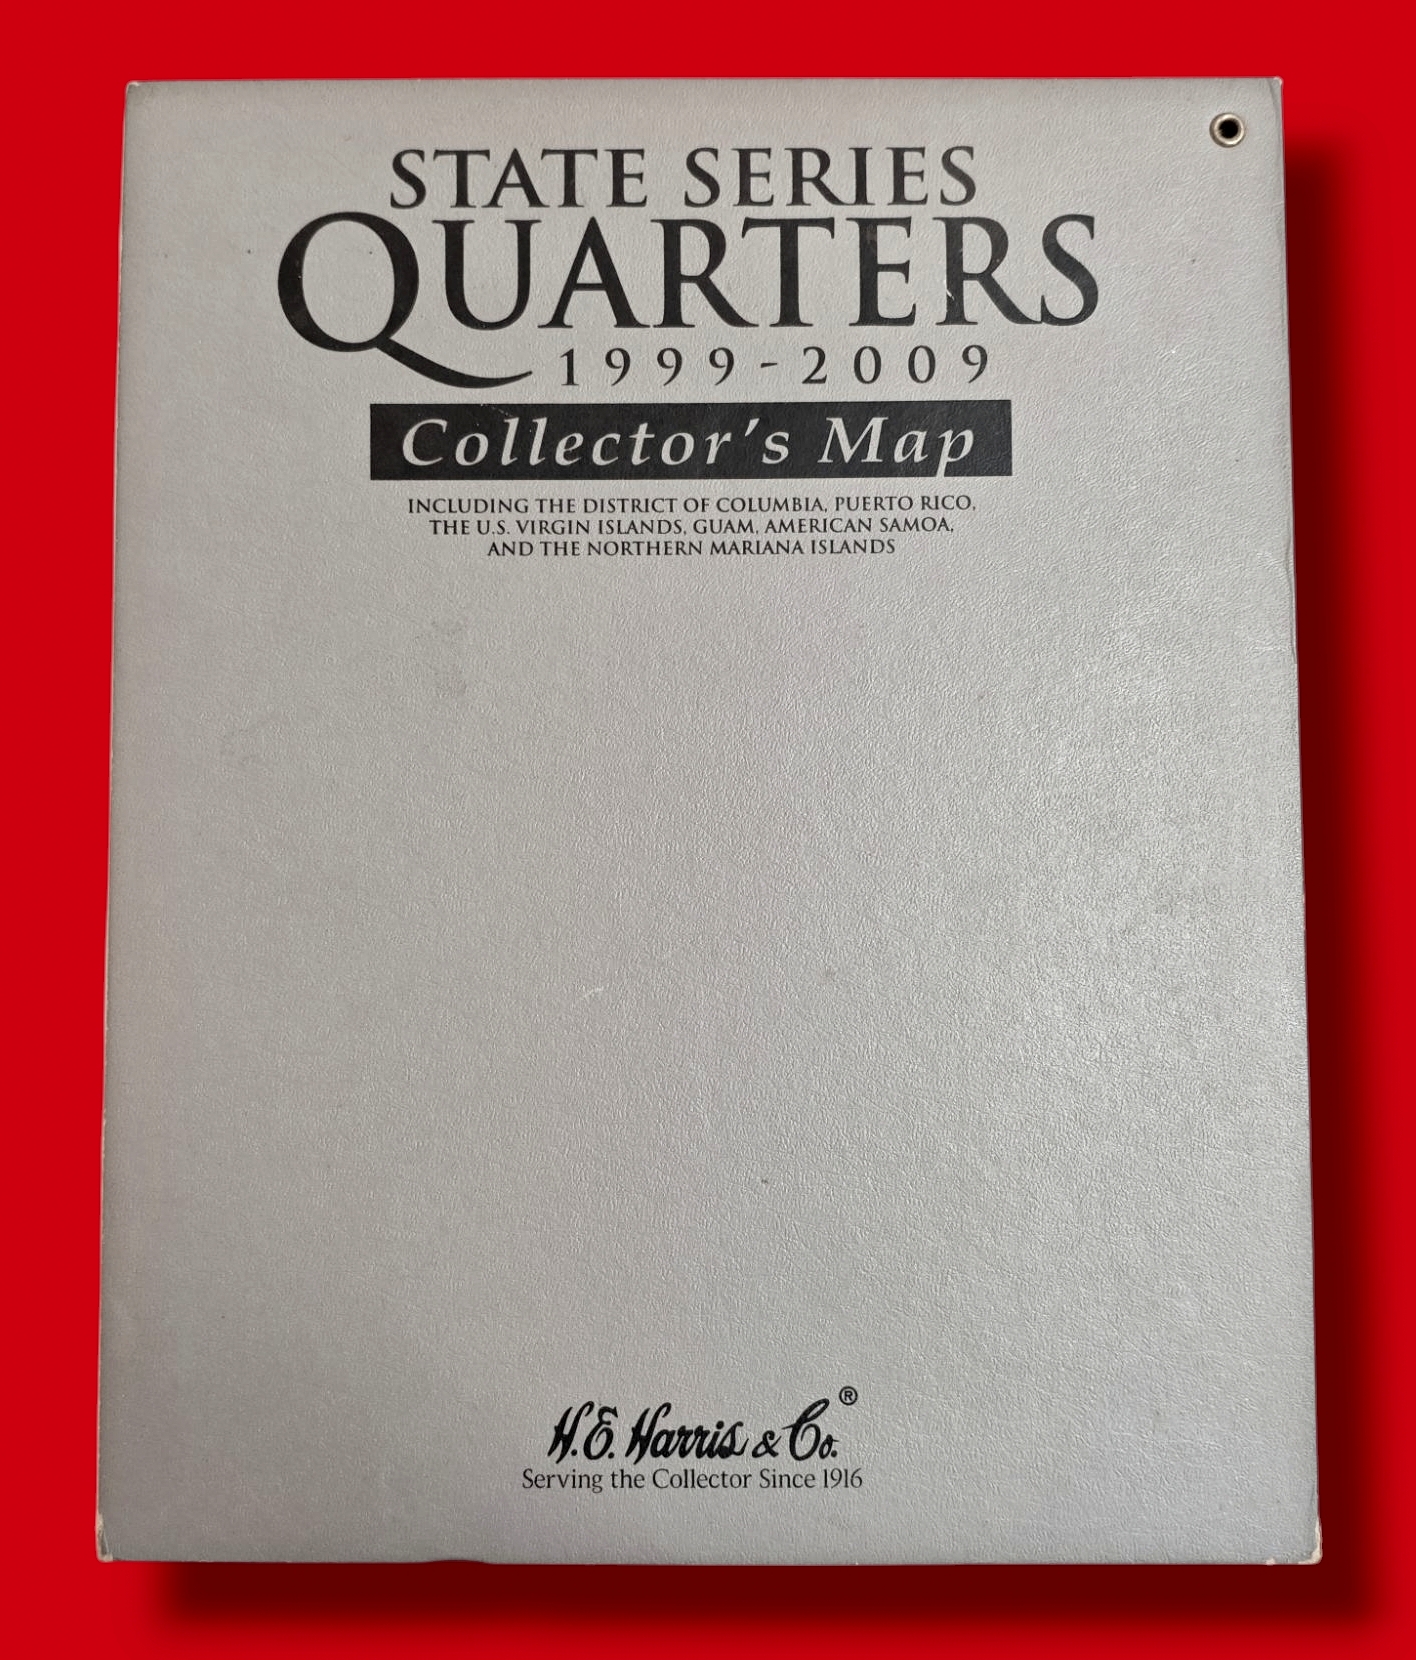 STATE SERIES
QUARTERS
1999-2009
Collector's Map
INCLUDING THE DISTRICT OF COLUMBIA, PUERTO RICO,
THE U.S. VIRGIN ISLANDS, GUAM, AMERICAN SAMOA,
AND THE NORTHERN MARIANA ISLANDS
H.E. Harris & Co.®
Serving the Collector Since 1916